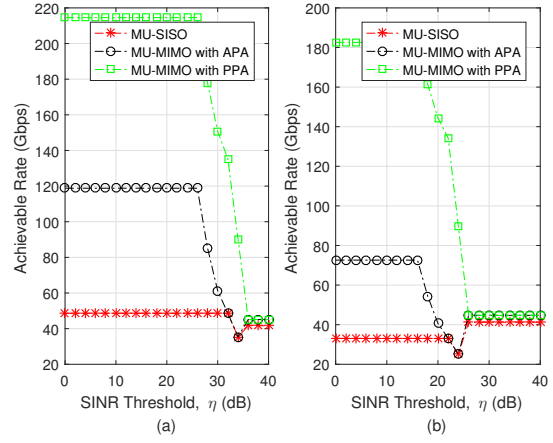 220
200
180
160
140
120
100
80
60
40
20
Achievable Rate (Gbps)
MU-SISO
MU-MIMO with APA
MU-MIMO with PPA
0 10 20 30 40
SINR Threshold, η (dB)
(a)
200
180
160
140
120
100
80
60
40
20
0
Achievable Rate (Gbps)
MU-SISO
MU-MIMO with APA
MU-MIMO with PPA
0 10 20 30 40
SINR Threshold, η (dB)
(b)